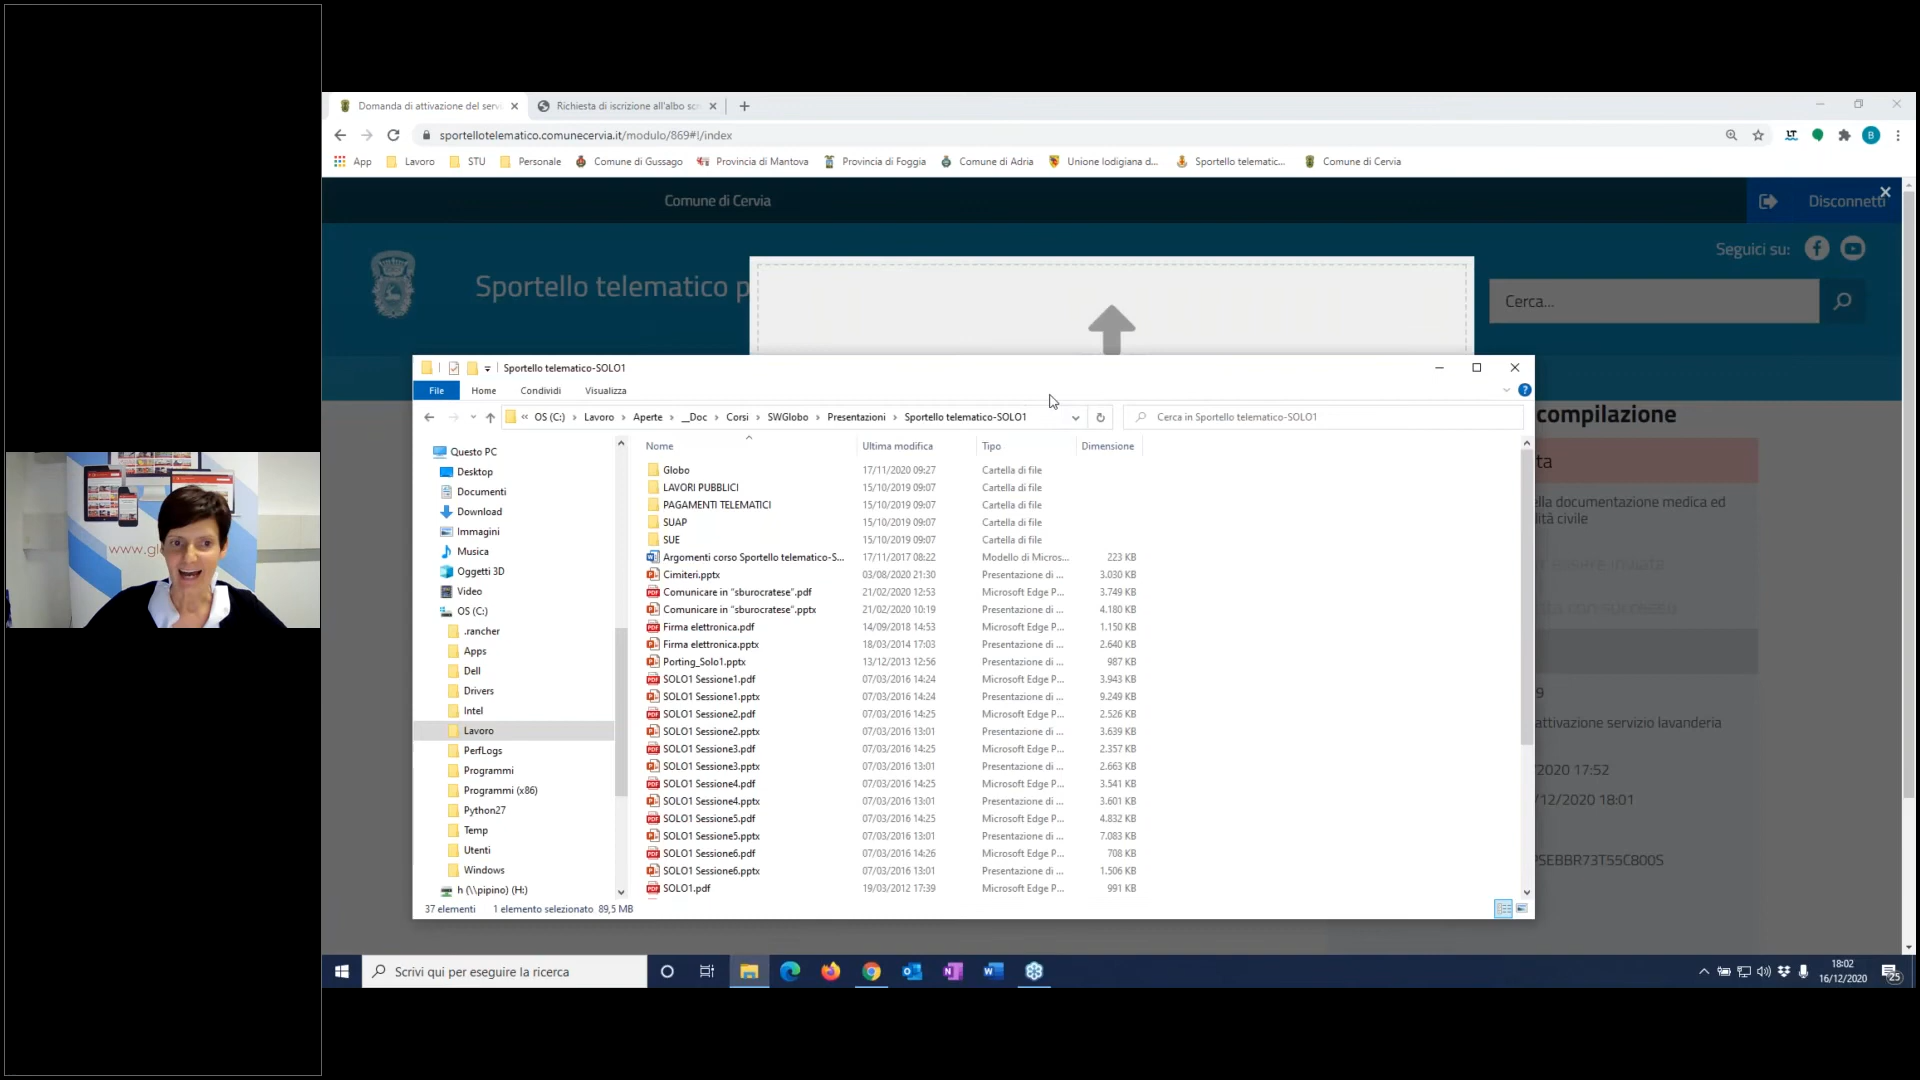 Domanda di attivazione del serv
Richiesta di iscrizione all'albo scr
sportellotelematico.comunecervia.it/modulo/869#!/index
App
Lavoro
STU
Personale
Comune di Gussago
Provincia di Mantova
Provincia di Foggia
Comune di Adria
Unione lodigiana d...
Sportello telematic...
Comune di Cervia
B
Comune di Cervia
Disconnetti
Seguici su:
Sportello telematico p
Cerca...
Sportello telematico-SOLO1
File
Home
Condividi
Visualizza
« OS (C:) › Lavoro › Aperte › __Doc › Corsi › SWGlobo › Presentazioni › Sportello telematico-SOLO1
Cerca in Sportello telematico-SOLO1
Questo PC
Desktop
Documenti
Download
Immagini
Musica
Oggetti 3D
Video
OS (C:)
.rancher
Apps
Dell
Drivers
Intel
Lavoro
PerfLogs
Programmi
Programmi (x86)
Python27
Temp
Utenti
Windows
h (\\pipino) (H:)
Nome Ultima modifica Tipo Dimensione
Globo 17/11/2020 09:27 Cartella di file
LAVORI PUBBLICI 15/10/2019 09:07 Cartella di file
PAGAMENTI TELEMATICI 15/10/2019 09:07 Cartella di file
SUAP 15/10/2019 09:07 Cartella di file
SUE 15/10/2019 09:07 Cartella di file
Argomenti corso Sportello telematico-S... 17/11/2017 08:22 Modello di Micros... 223 KB
Cimiteri.pptx 03/08/2020 21:30 Presentazione di ... 3.030 KB
Comunicare in "sburocratese".pdf 21/02/2020 12:53 Microsoft Edge P... 3.749 KB
Comunicare in "sburocratese".pptx 21/02/2020 10:19 Presentazione di ... 4.180 KB
Firma elettronica.pdf 14/09/2018 14:53 Microsoft Edge P... 1.150 KB
Firma elettronica.pptx 18/03/2014 17:03 Presentazione di ... 2.640 KB
Porting_Solo1.pptx 13/12/2013 12:56 Presentazione di ... 987 KB
SOLO1 Sessione1.pdf 07/03/2016 14:24 Microsoft Edge P... 3.943 KB
SOLO1 Sessione1.pptx 07/03/2016 14:24 Presentazione di ... 9.249 KB
SOLO1 Sessione2.pdf 07/03/2016 14:25 Microsoft Edge P... 2.526 KB
SOLO1 Sessione2.pptx 07/03/2016 13:01 Presentazione di ... 3.639 KB
SOLO1 Sessione3.pdf 07/03/2016 14:25 Microsoft Edge P... 2.357 KB
SOLO1 Sessione3.pptx 07/03/2016 13:01 Presentazione di ... 2.663 KB
SOLO1 Sessione4.pdf 07/03/2016 14:25 Microsoft Edge P... 3.541 KB
SOLO1 Sessione4.pptx 07/03/2016 13:01 Presentazione di ... 3.601 KB
SOLO1 Sessione5.pdf 07/03/2016 14:25 Microsoft Edge P... 4.832 KB
SOLO1 Sessione5.pptx 07/03/2016 13:01 Presentazione di ... 7.083 KB
SOLO1 Sessione6.pdf 07/03/2016 14:26 Microsoft Edge P... 708 KB
SOLO1 Sessione6.pptx 07/03/2016 13:01 Presentazione di ... 1.506 KB
SOLO1.pdf 19/03/2012 17:39 Microsoft Edge P... 991 KB
37 elementi 1 elemento selezionato 89,5 MB
compilazione
ta
ella documentazione medica ed
lità civile
essere inviata
9
attivazione servizio lavanderia
/2020 17:52
/12/2020 18:01
PSEBBR73T55C800S
www.gl
Scrivi qui per eseguire la ricerca
18:02
16/12/2020
25